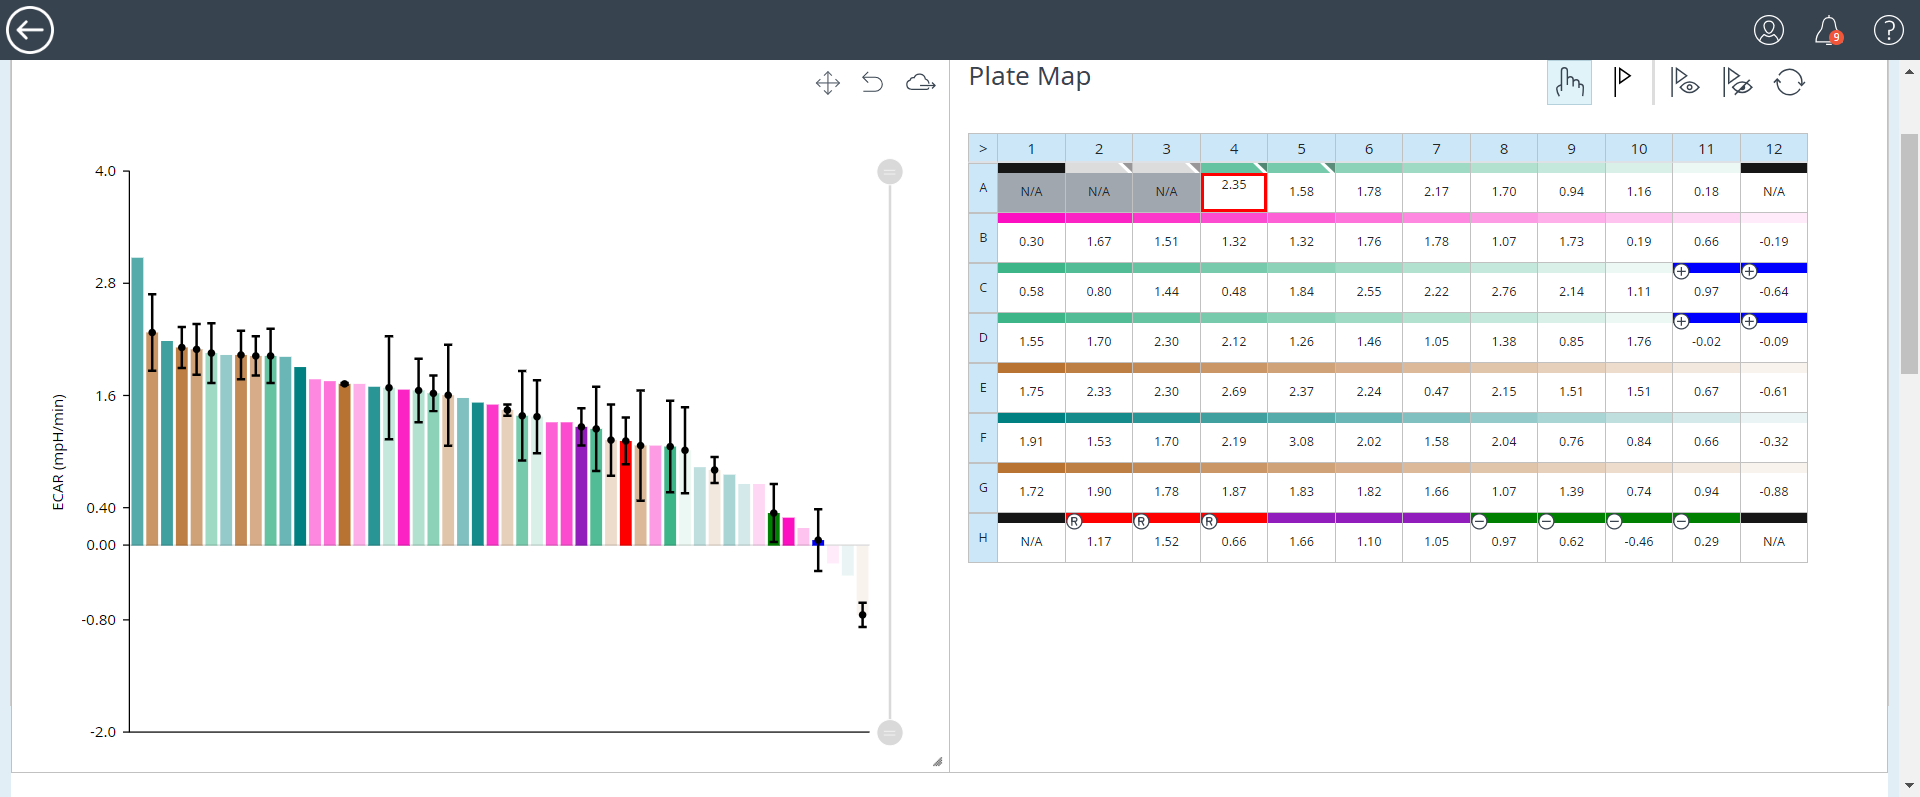 9
Plate Map
4.0
2.8
1.6
0.40
0.00
-0.80
-2.0
ECAR (mpH/min)
> 1 2 3 4 5 6 7 8 9 10 11 12
A N/A N/A N/A 2.35 1.58 1.78 2.17 1.70 0.94 1.16 0.18 N/A
B 0.30 1.67 1.51 1.32 1.32 1.76 1.78 1.07 1.73 0.19 0.66 -0.19
C 0.58 0.80 1.44 0.48 1.84 2.55 2.22 2.76 2.14 1.11 0.97 -0.64
D 1.55 1.70 2.30 2.12 1.26 1.46 1.05 1.38 0.85 1.76 -0.02 -0.09
E 1.75 2.33 2.30 2.69 2.37 2.24 0.47 2.15 1.51 1.51 0.67 -0.61
F 1.91 1.53 1.70 2.19 3.08 2.02 1.58 2.04 0.76 0.84 0.66 -0.32
G 1.72 1.90 1.78 1.87 1.83 1.82 1.66 1.07 1.39 0.74 0.94 -0.88
R R R
H N/A 1.17 1.52 0.66 1.66 1.10 1.05 0.97 0.62 -0.46 0.29 N/A